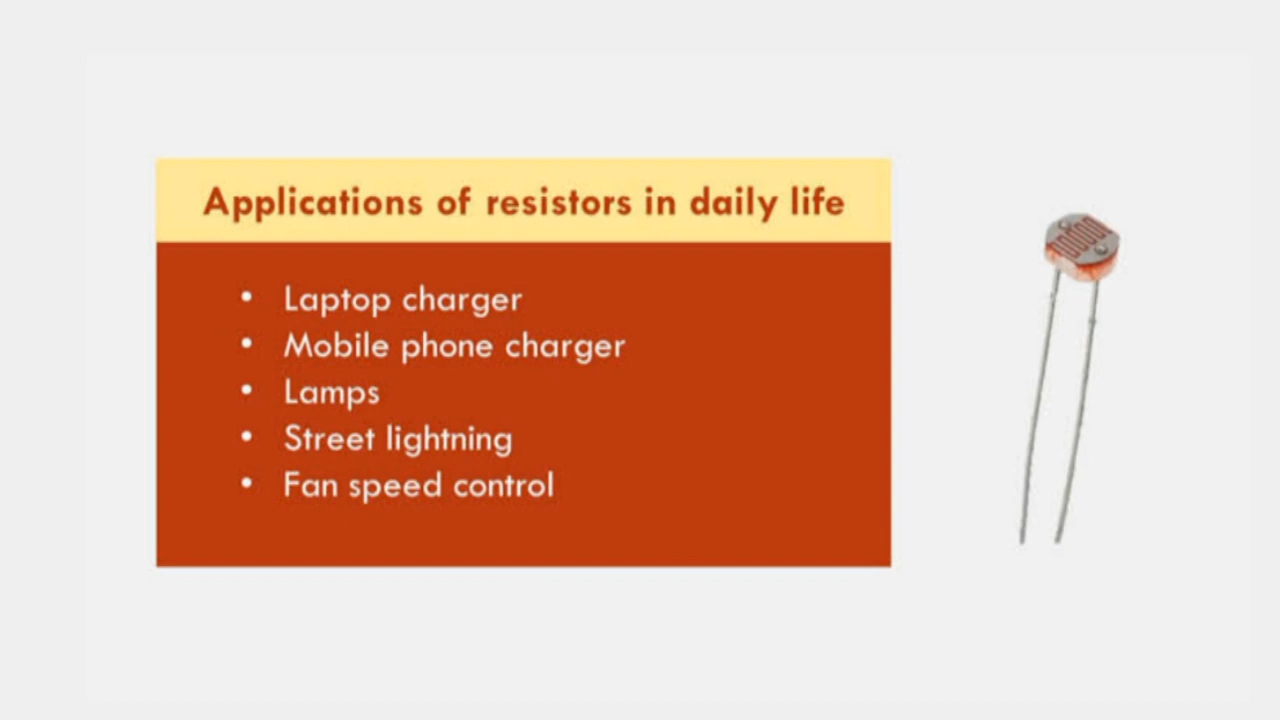 Applications of resistors in daily life
• Laptop charger
• Mobile phone charger
• Lamps
• Street lightning
• Fan speed control